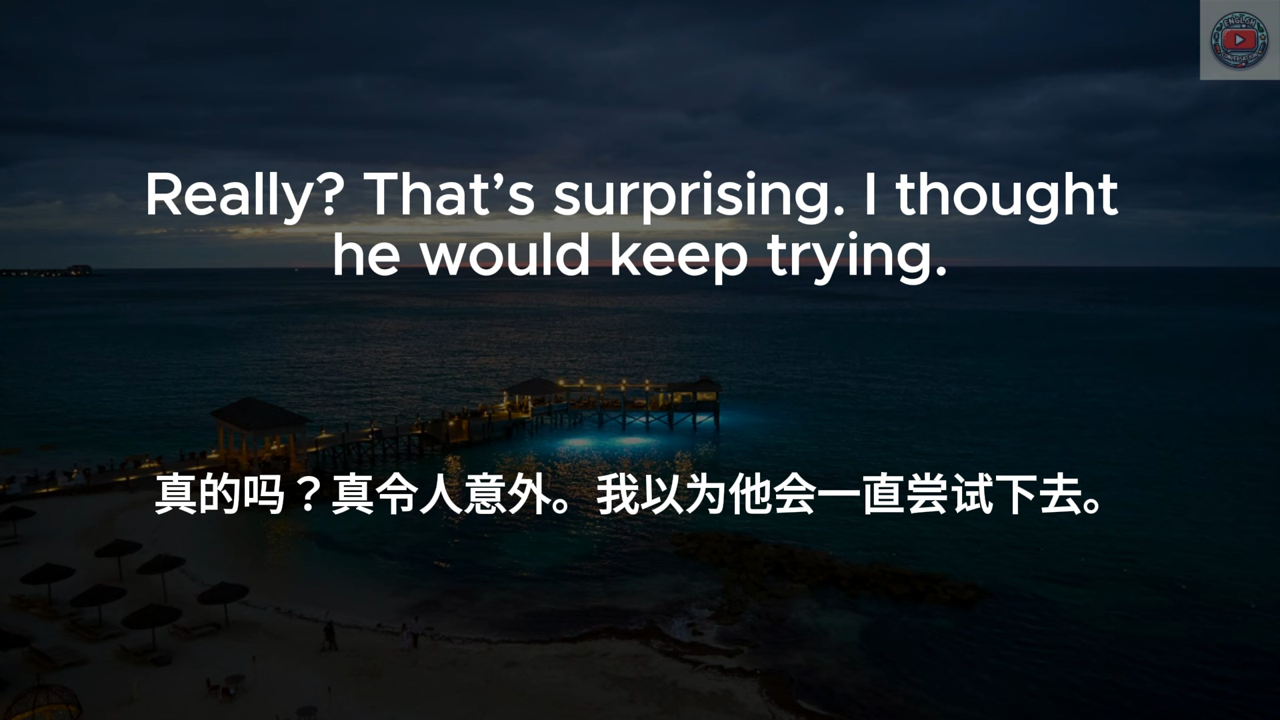 Really? That’s surprising. I thought
he would keep trying.
真的吗？真令人意外。我以为他会一直尝试下去。